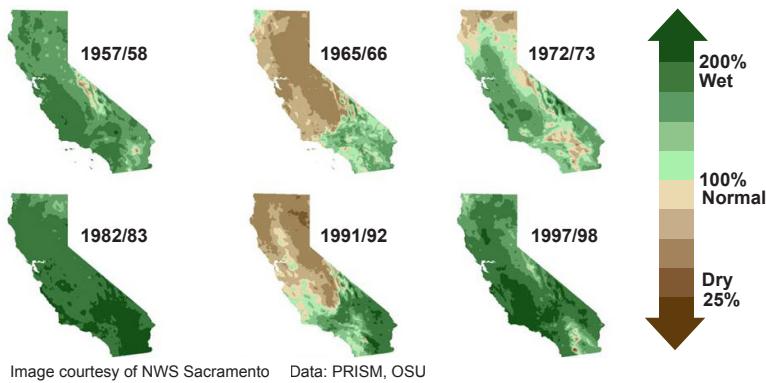 1957/58
1965/66
1972/73
200%
Wet
100%
Normal
1982/83
1991/92
1997/98
Dry
25%
Image courtesy of NWS Sacramento Data: PRISM, OSU